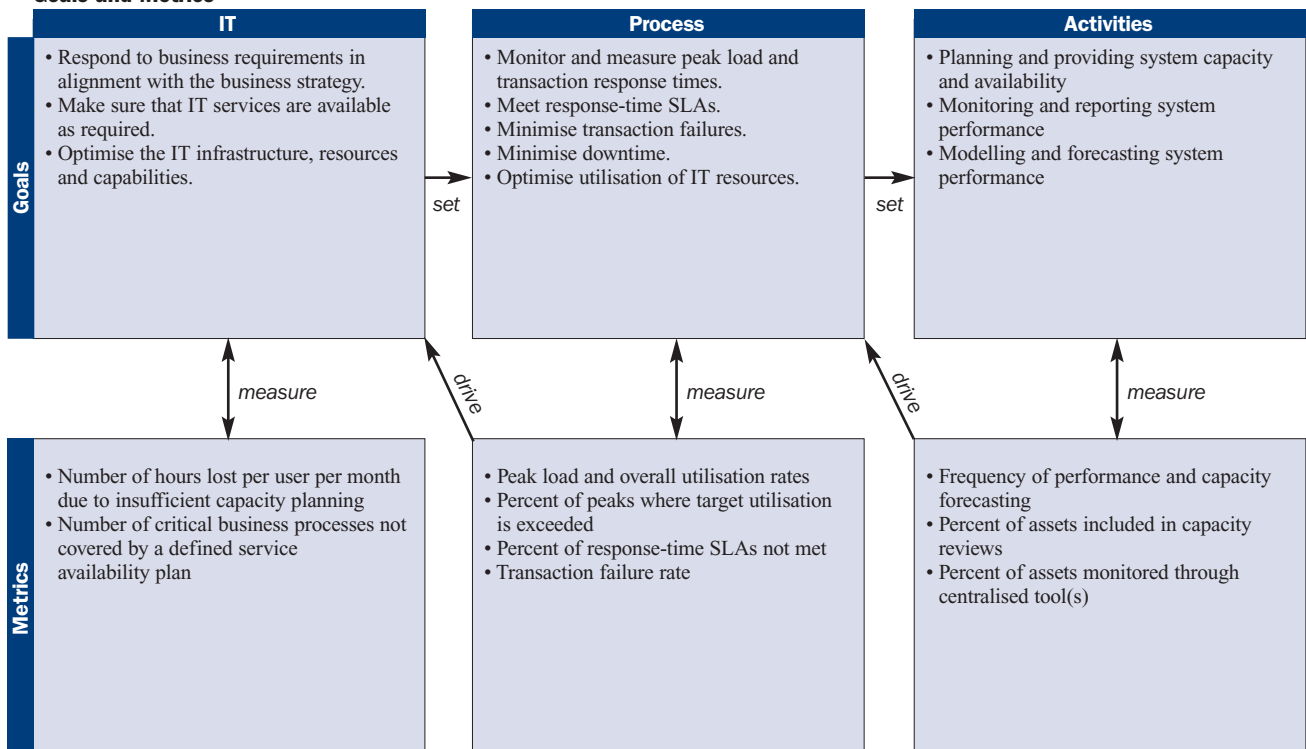 Goals and Metrics
IT
Process
Activities
Goals
• Respond to business requirements in
alignment with the business strategy.
• Make sure that IT services are available
as required.
• Optimise the IT infrastructure, resources
and capabilities.
set
• Monitor and measure peak load and
transaction response times.
• Meet response-time SLAs.
• Minimise transaction failures.
• Minimise downtime.
• Optimise utilisation of IT resources.
set
• Planning and providing system capacity
and availability
• Monitoring and reporting system
performance
• Modelling and forecasting system
performance
measure
drive
measure
drive
measure
Metrics
• Number of hours lost per user per month
due to insufficient capacity planning
• Number of critical business processes not
covered by a defined service
availability plan
• Peak load and overall utilisation rates
• Percent of peaks where target utilisation
is exceeded
• Percent of response-time SLAs not met
• Transaction failure rate
• Frequency of performance and capacity
forecasting
• Percent of assets included in capacity
reviews
• Percent of assets monitored through
centralised tool(s)